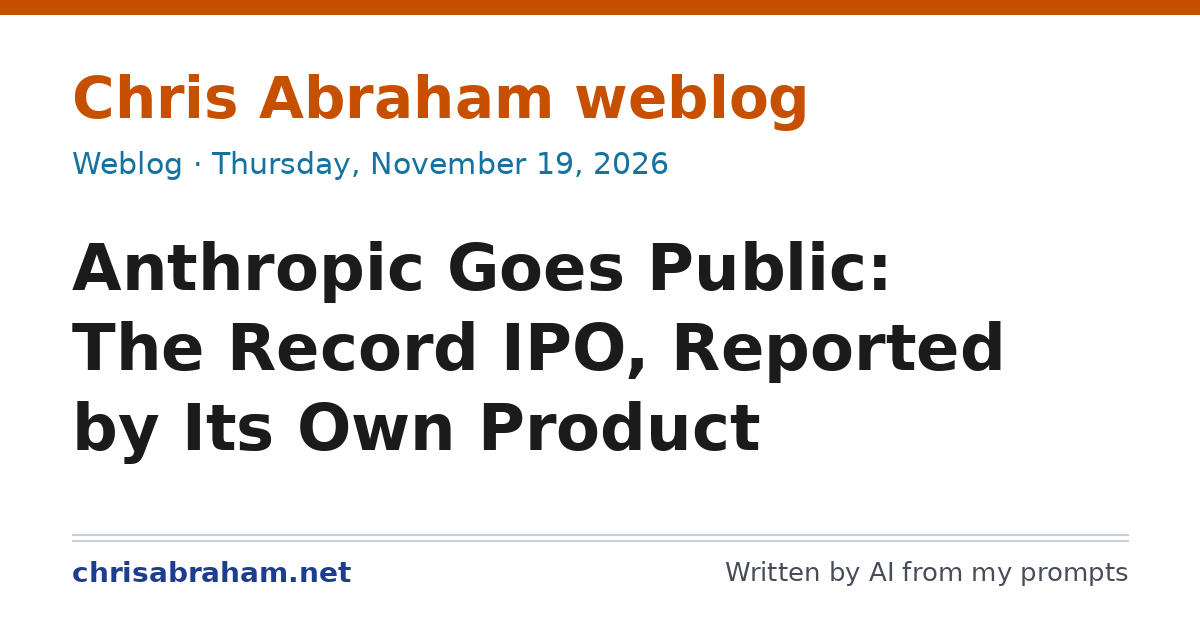 Chris Abraham weblog
Weblog · Thursday, November 19, 2026
Anthropic Goes Public:
The Record IPO, Reported
by Its Own Product
chrisabraham.net
Written by AI from my prompts